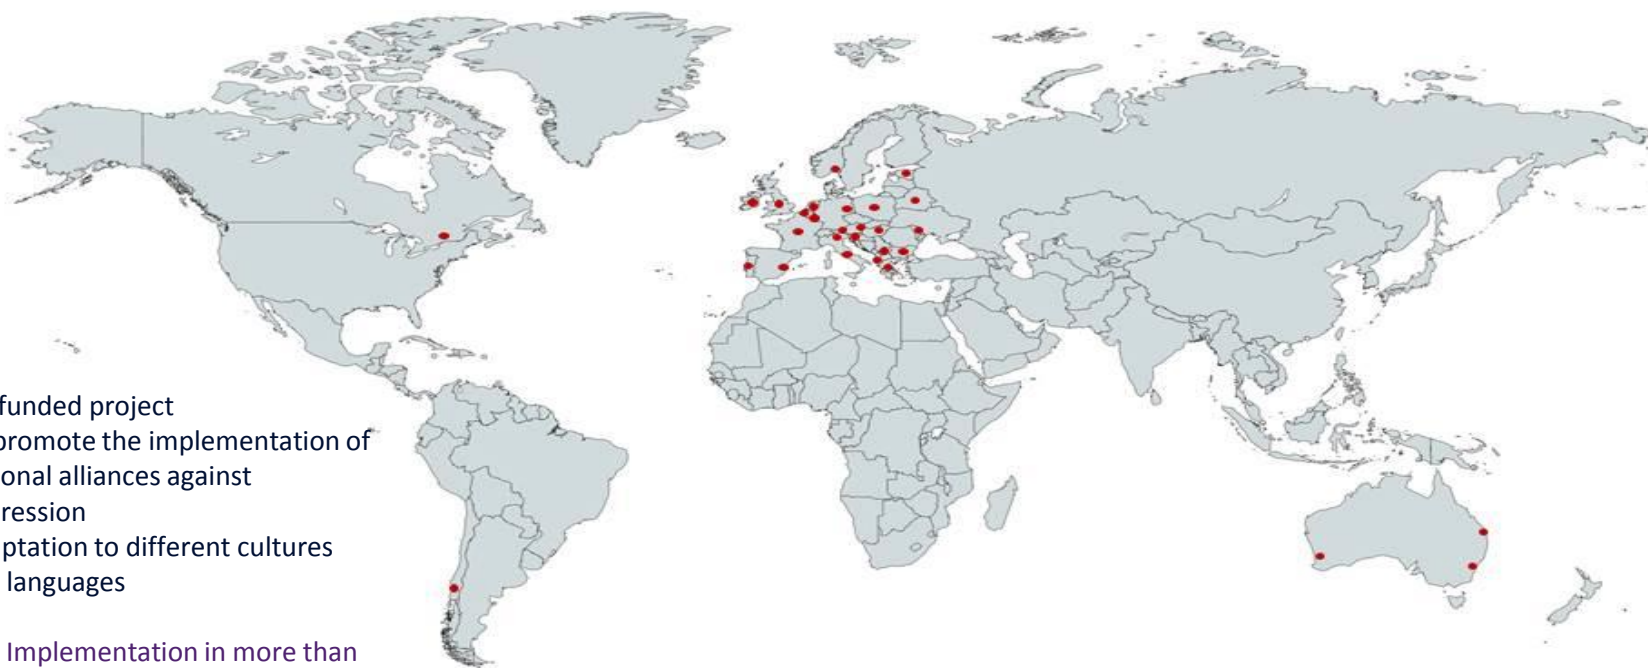 funded project
promote the implementation of
onal alliances against
ression
ptation to different cultures
languages
Implementation in more than